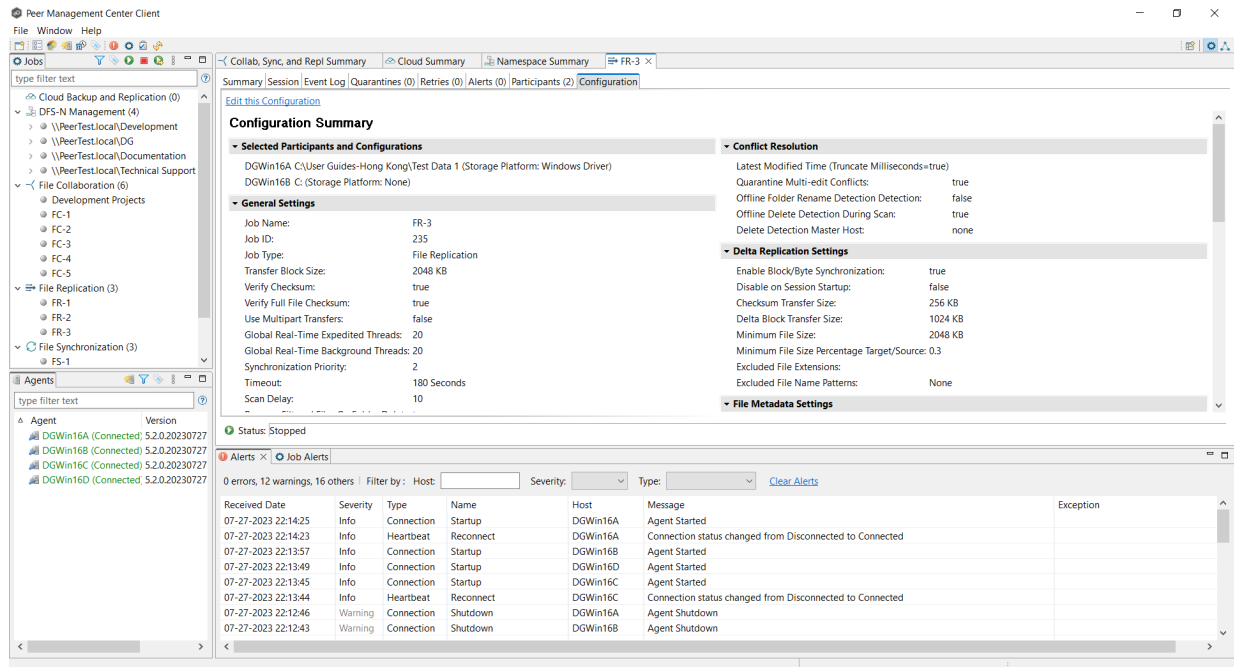 Peer Management Center Client
File Window Help
Jobs
type filter text
Cloud Backup and Replication (0)
DFS-N Management (4)
\\PeerTest.local\Development
\\PeerTest.local\DG
\\PeerTest.local\Documentation
\\PeerTest.local\Technical Support
File Collaboration (6)
Development Projects
FC-1
FC-2
FC-3
FC-4
FC-5
File Replication (3)
FR-1
FR-2
FR-3
File Synchronization (3)
FS-1
Agents
type filter text
Agent Version
DGWin16A (Connected) 5.2.0.20230727
DGWin16B (Connected) 5.2.0.20230727
DGWin16C (Connected) 5.2.0.20230727
DGWin16D (Connected) 5.2.0.20230727
Collab, Sync, and Repl Summary Cloud Summary Namespace Summary FR-3
Summary Session Event Log Quarantines (0) Retries (0) Alerts (0) Participants (2) Configuration
Edit this Configuration
Configuration Summary
Selected Participants and Configurations
DGWin16A C:\User Guides-Hong Kong\Test Data 1 (Storage Platform: Windows Driver)
DGWin16B C: (Storage Platform: None)
General Settings
Job Name: FR-3
Job ID: 235
Job Type: File Replication
Transfer Block Size: 2048 KB
Verify Checksum: true
Verify Full File Checksum: true
Use Multipart Transfers: false
Global Real-Time Expedited Threads: 20
Global Real-Time Background Threads: 20
Synchronization Priority: 2
Timeout: 180 Seconds
Scan Delay: 10
Conflict Resolution
Latest Modified Time (Truncate Milliseconds=true)
Quarantine Multi-edit Conflicts: true
Offline Folder Rename Detection Detection: false
Offline Delete Detection During Scan: true
Delete Detection Master Host: none
Delta Replication Settings
Enable Block/Byte Synchronization: true
Disable on Session Startup: false
Checksum Transfer Size: 256 KB
Delta Block Transfer Size: 1024 KB
Minimum File Size: 2048 KB
Minimum File Size Percentage Target/Source: 0.3
Excluded File Extensions:
Excluded File Name Patterns: None
File Metadata Settings
Status: Stopped
Alerts Job Alerts
0 errors, 12 warnings, 16 others Filter by : Host: Severity: Type: Clear Alerts
Received Date Severity Type Name Host Message Exception
07-27-2023 22:14:25 Info Connection Startup DGWin16A Agent Started
07-27-2023 22:14:23 Info Heartbeat Reconnect DGWin16A Connection status changed from Disconnected to Connected
07-27-2023 22:13:57 Info Connection Startup DGWin16B Agent Started
07-27-2023 22:13:49 Info Connection Startup DGWin16D Agent Started
07-27-2023 22:13:45 Info Connection Startup DGWin16C Agent Started
07-27-2023 22:13:44 Info Heartbeat Reconnect DGWin16C Connection status changed from Disconnected to Connected
07-27-2023 22:12:46 Warning Connection Shutdown DGWin16A Agent Shutdown
07-27-2023 22:12:43 Warning Connection Shutdown DGWin16B Agent Shutdown